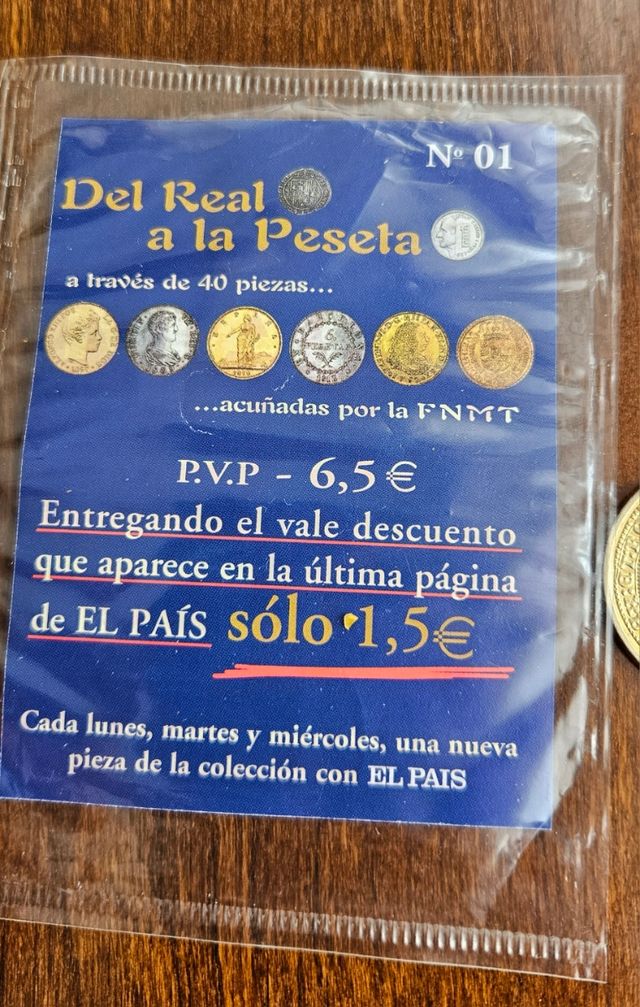 Nº 01
Del Real
a la Peseta
a través de 40 piezas...
...acuñadas por la FNMT
P.V.P - 6,5€
Entregando el vale descuento
que aparece en la última página
de EL PAÍS sólo 1,5€
Cada lunes, martes y miércoles, una nueva
pieza de la colección con EL PAIS